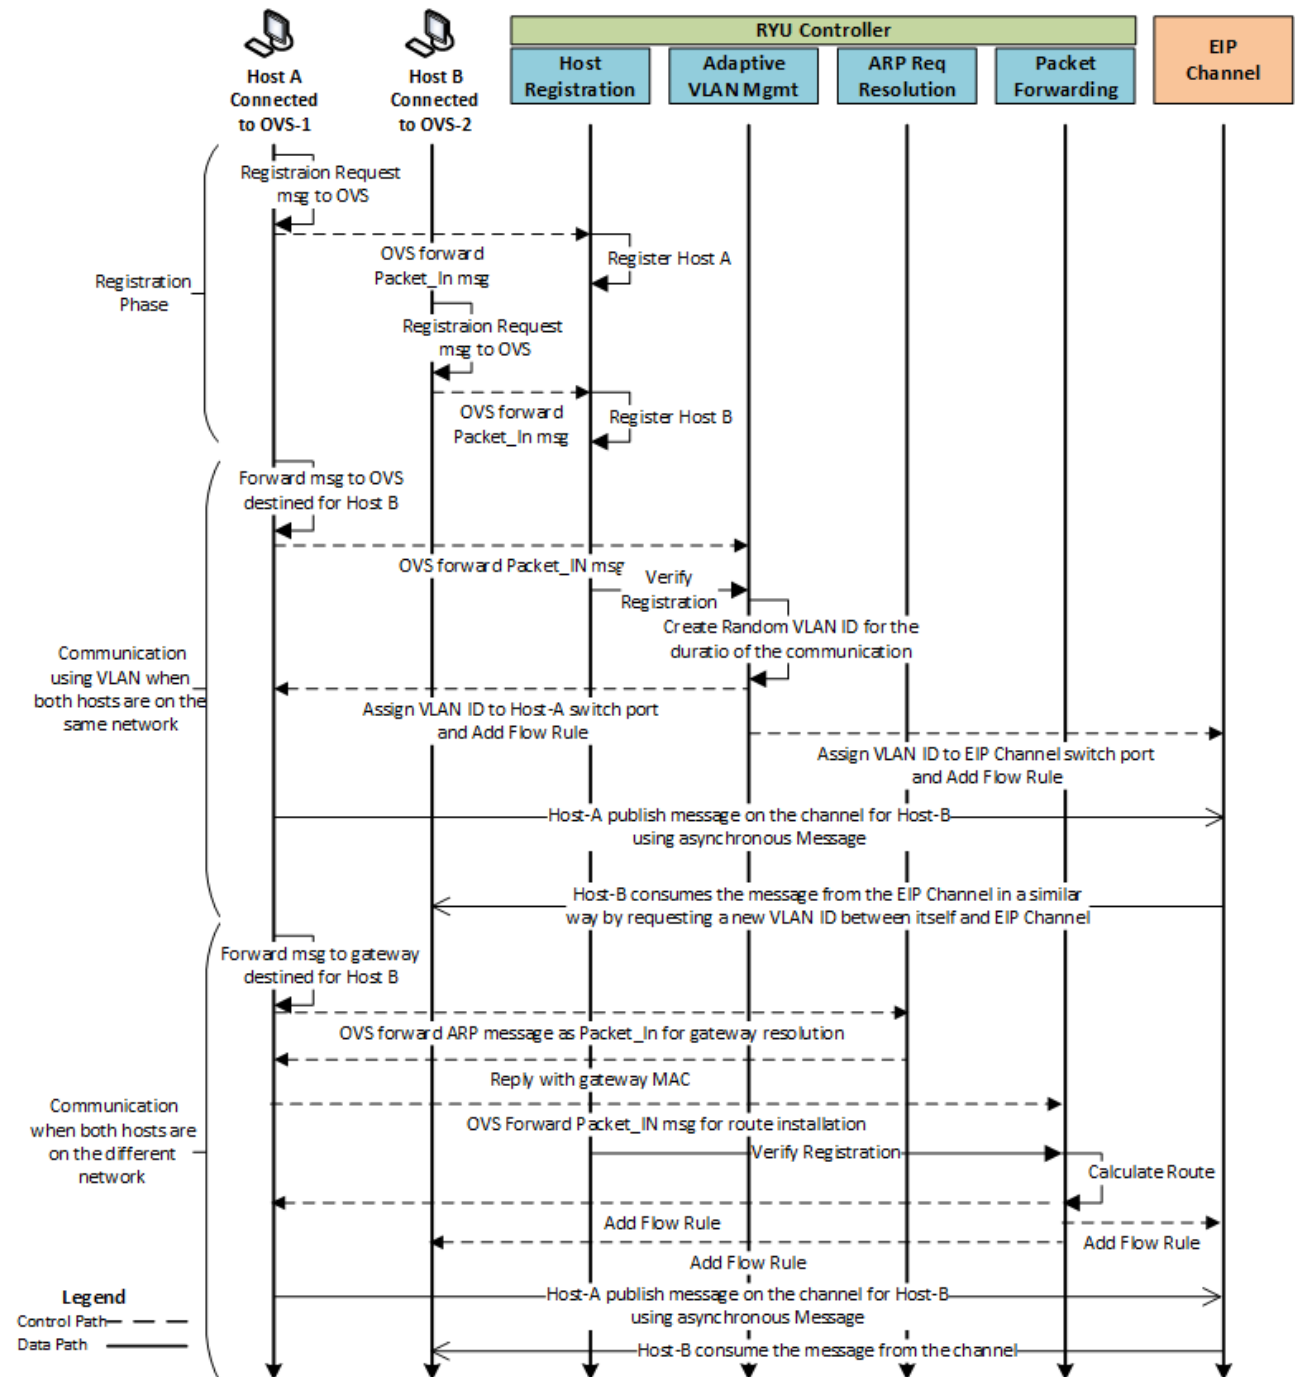 RYU Controller
EIP
Channel
Host
Registration
Adaptive
VLAN Mgmt
ARP Req
Resolution
Packet
Forwarding
Host A
Connected
to OVS-1
Host B
Connected
to OVS-2
Registraion Request
msg to OVS
OVS forward
Packet_In msg
Register Host A
Registration
Phase
Registraion Request
msg to OVS
OVS forward
Packet_In msg
Register Host B
Forward msg to OVS
destined for Host B
OVS forward Packet_IN msg
Verify
Registration
Create Random VLAN ID for the
duratio of the communication
Communication
using VLAN when
both hosts are on the
same network
Assign VLAN ID to Host-A switch port
and Add Flow Rule
Assign VLAN ID to EIP Channel switch port
and Add Flow Rule
Host-A publish message on the channel for Host-B
using asynchronous Message
Host-B consumes the message from the EIP Channel in a similar
way by requesting a new VLAN ID between itself and EIP Channel
Forward msg to gateway
destined for Host B
OVS forward ARP message as Packet_In for gateway resolution
Reply with gateway MAC
Communication
when both hosts are
on the different
network
OVS Forward Packet_IN msg for route installation
Verify Registration
Calculate Route
Add Flow Rule
Add Flow Rule
Add Flow Rule
Host-A publish message on the channel for Host-B
using asynchronous Message
Host-B consume the message from the channel
Legend
Control Path
Data Path